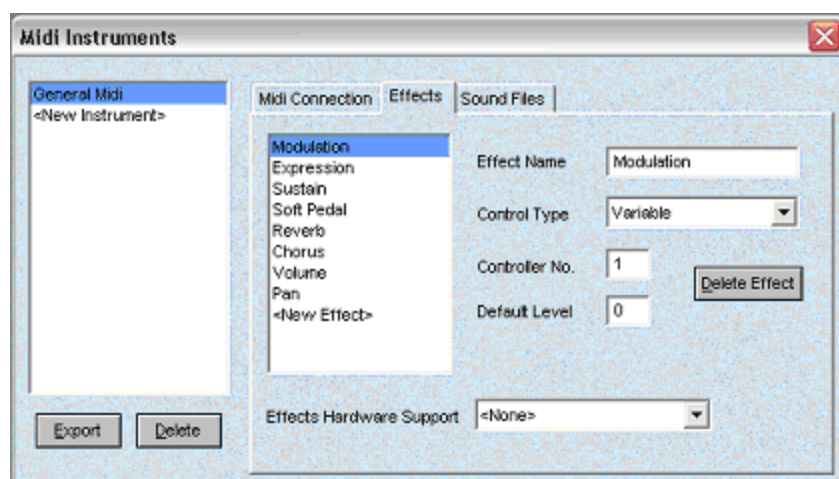 Midi Instruments
General Midi
<New Instrument>
Export
Delete
Midi Connection
Effects
Sound Files
Modulation
Expression
Sustain
Soft Pedal
Reverb
Chorus
Volume
Pan
<New Effect>
Effect Name
Modulation
Control Type
Variable
Controller No.
1
Default Level
0
Delete Effect
Effects Hardware Support
<None>